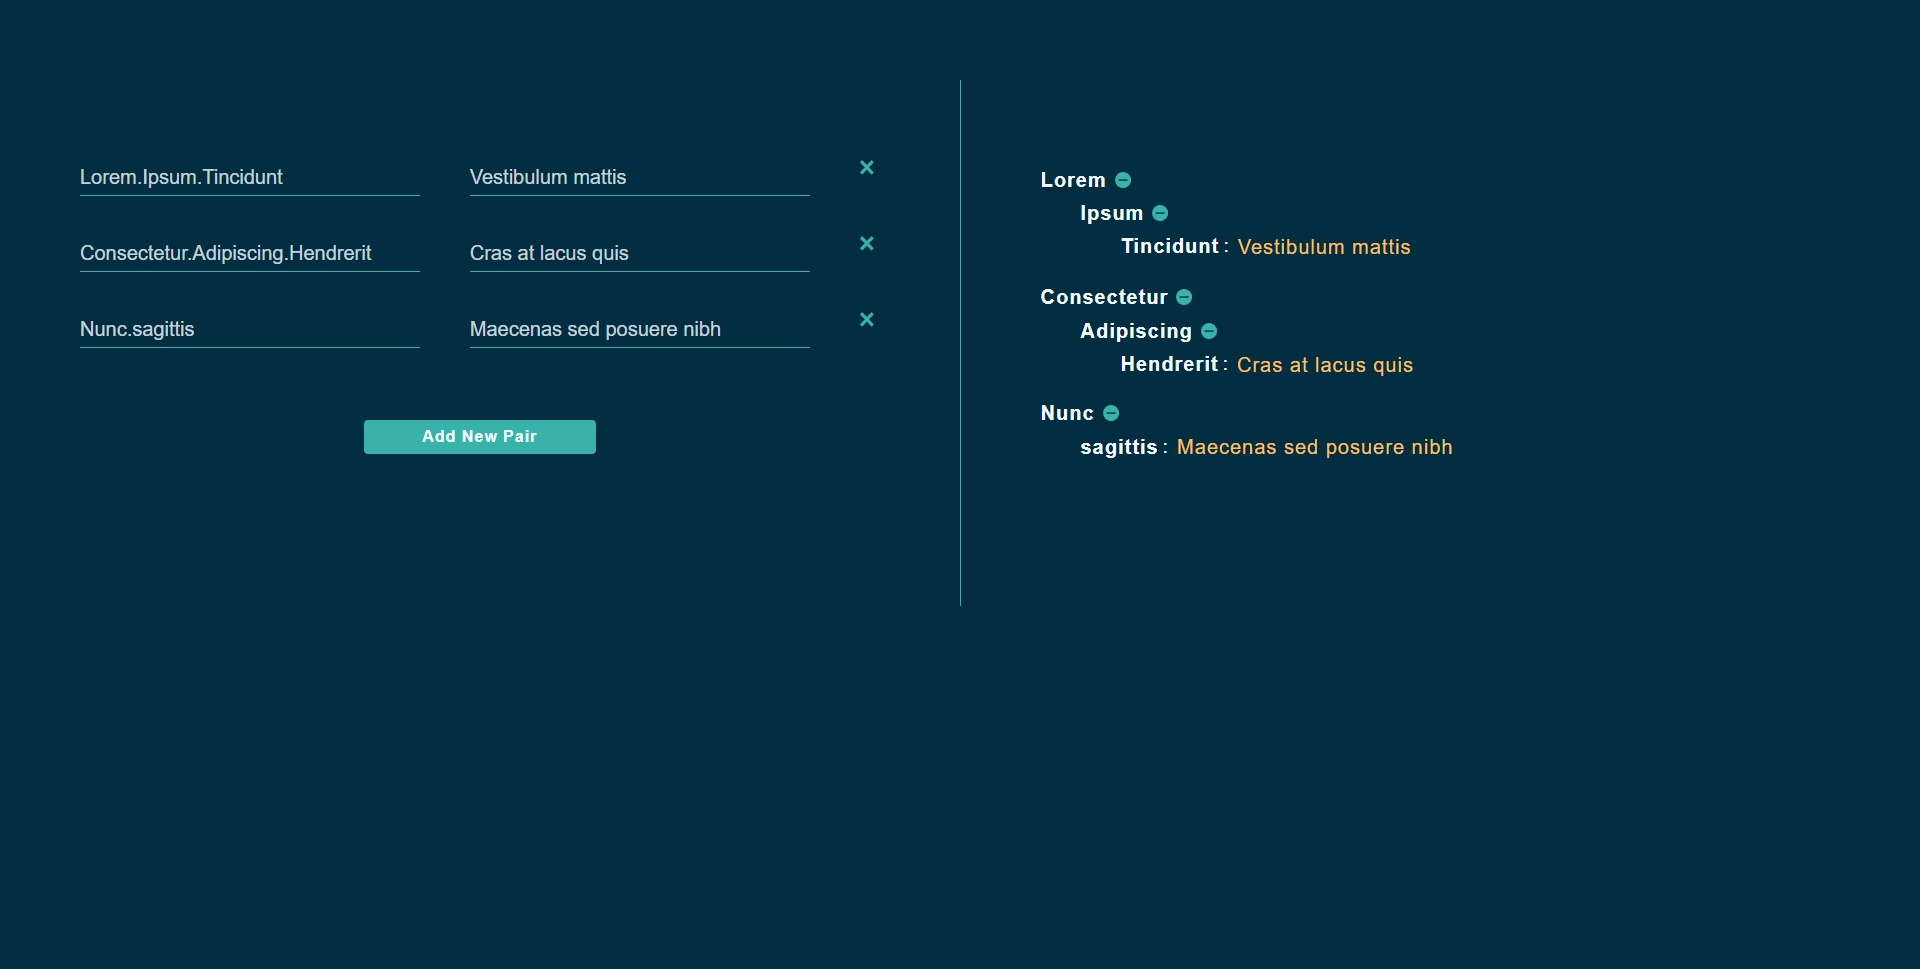 Lorem.Ipsum.Tincidunt
Vestibulum mattis
Consectetur.Adipiscing.Hendrerit
Cras at lacus quis
Nunc.sagittis
Maecenas sed posuere nibh
Add New Pair
Lorem
Ipsum
Tincidunt: Vestibulum mattis
Consectetur
Adipiscing
Hendrerit: Cras at lacus quis
Nunc
sagittis: Maecenas sed posuere nibh